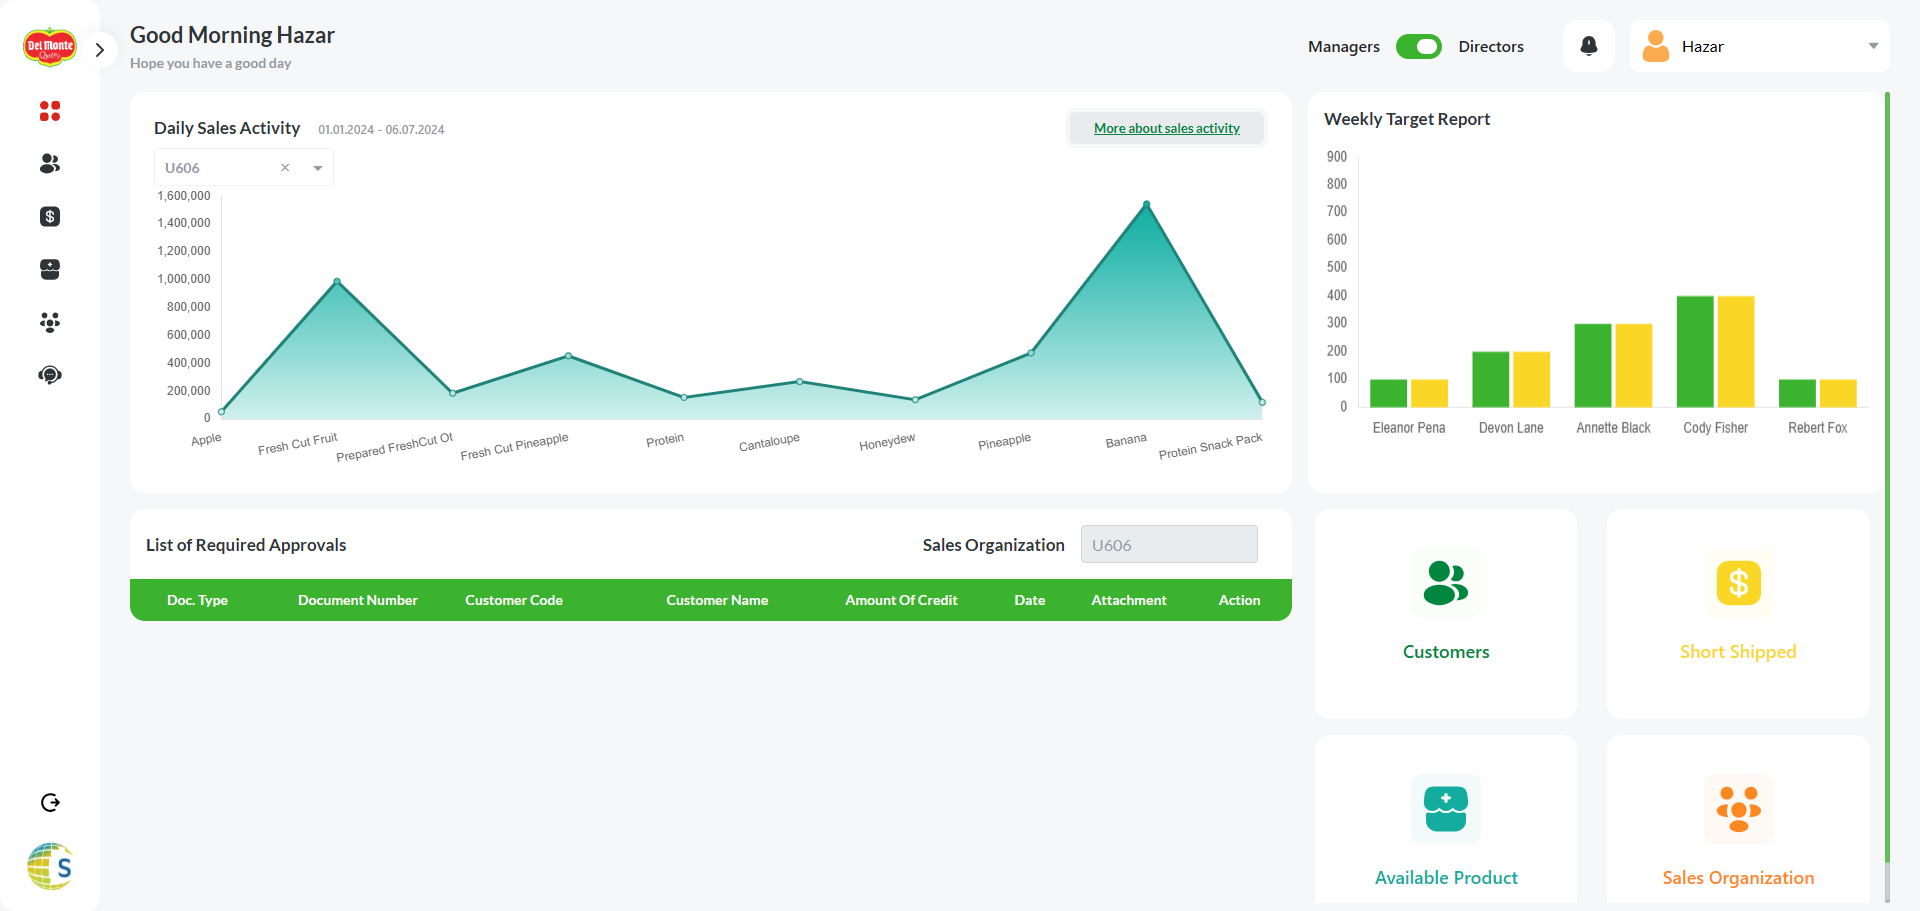 Del Monte
Quality
Good Morning Hazar
Hope you have a good day
Managers
Directors
Hazar
Daily Sales Activity
01.01.2024 - 06.07.2024
More about sales activity
U606
1,600,000
1,400,000
1,200,000
1,000,000
800,000
600,000
400,000
200,000
0
Apple
Fresh Cut Fruit
Prepared FreshCut Ot
Fresh Cut Pineapple
Protein
Cantaloupe
Honeydew
Pineapple
Banana
Protein Snack Pack
Weekly Target Report
900
800
700
600
500
400
300
200
100
0
Eleanor Pena
Devon Lane
Annette Black
Cody Fisher
Rebert Fox
List of Required Approvals
Sales Organization
U606
Doc. Type
Document Number
Customer Code
Customer Name
Amount Of Credit
Date
Attachment
Action
Customers
Short Shipped
Available Product
Sales Organization
S